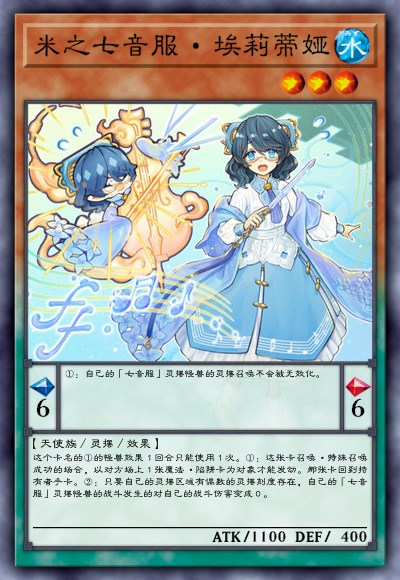 米之七音服·埃莉蒂娅
水
①：自己的「七音服」灵摆怪兽的灵摆召唤不会被无效化。
6
6
【天使族／灵摆／效果】
这个卡名的①的怪兽效果1回合只能使用1次。①：这张卡召唤·特殊召唤
成功的场合，以对方场上1张魔法·陷阱卡为对象才能发动。那张卡回到持
有者手卡。②：只要自己的灵摆区域有偶数的灵摆刻度存在，自己的「七音
服」灵摆怪兽的战斗发生的对自己的战斗伤害变成0。
ATK/1100 DEF/ 400